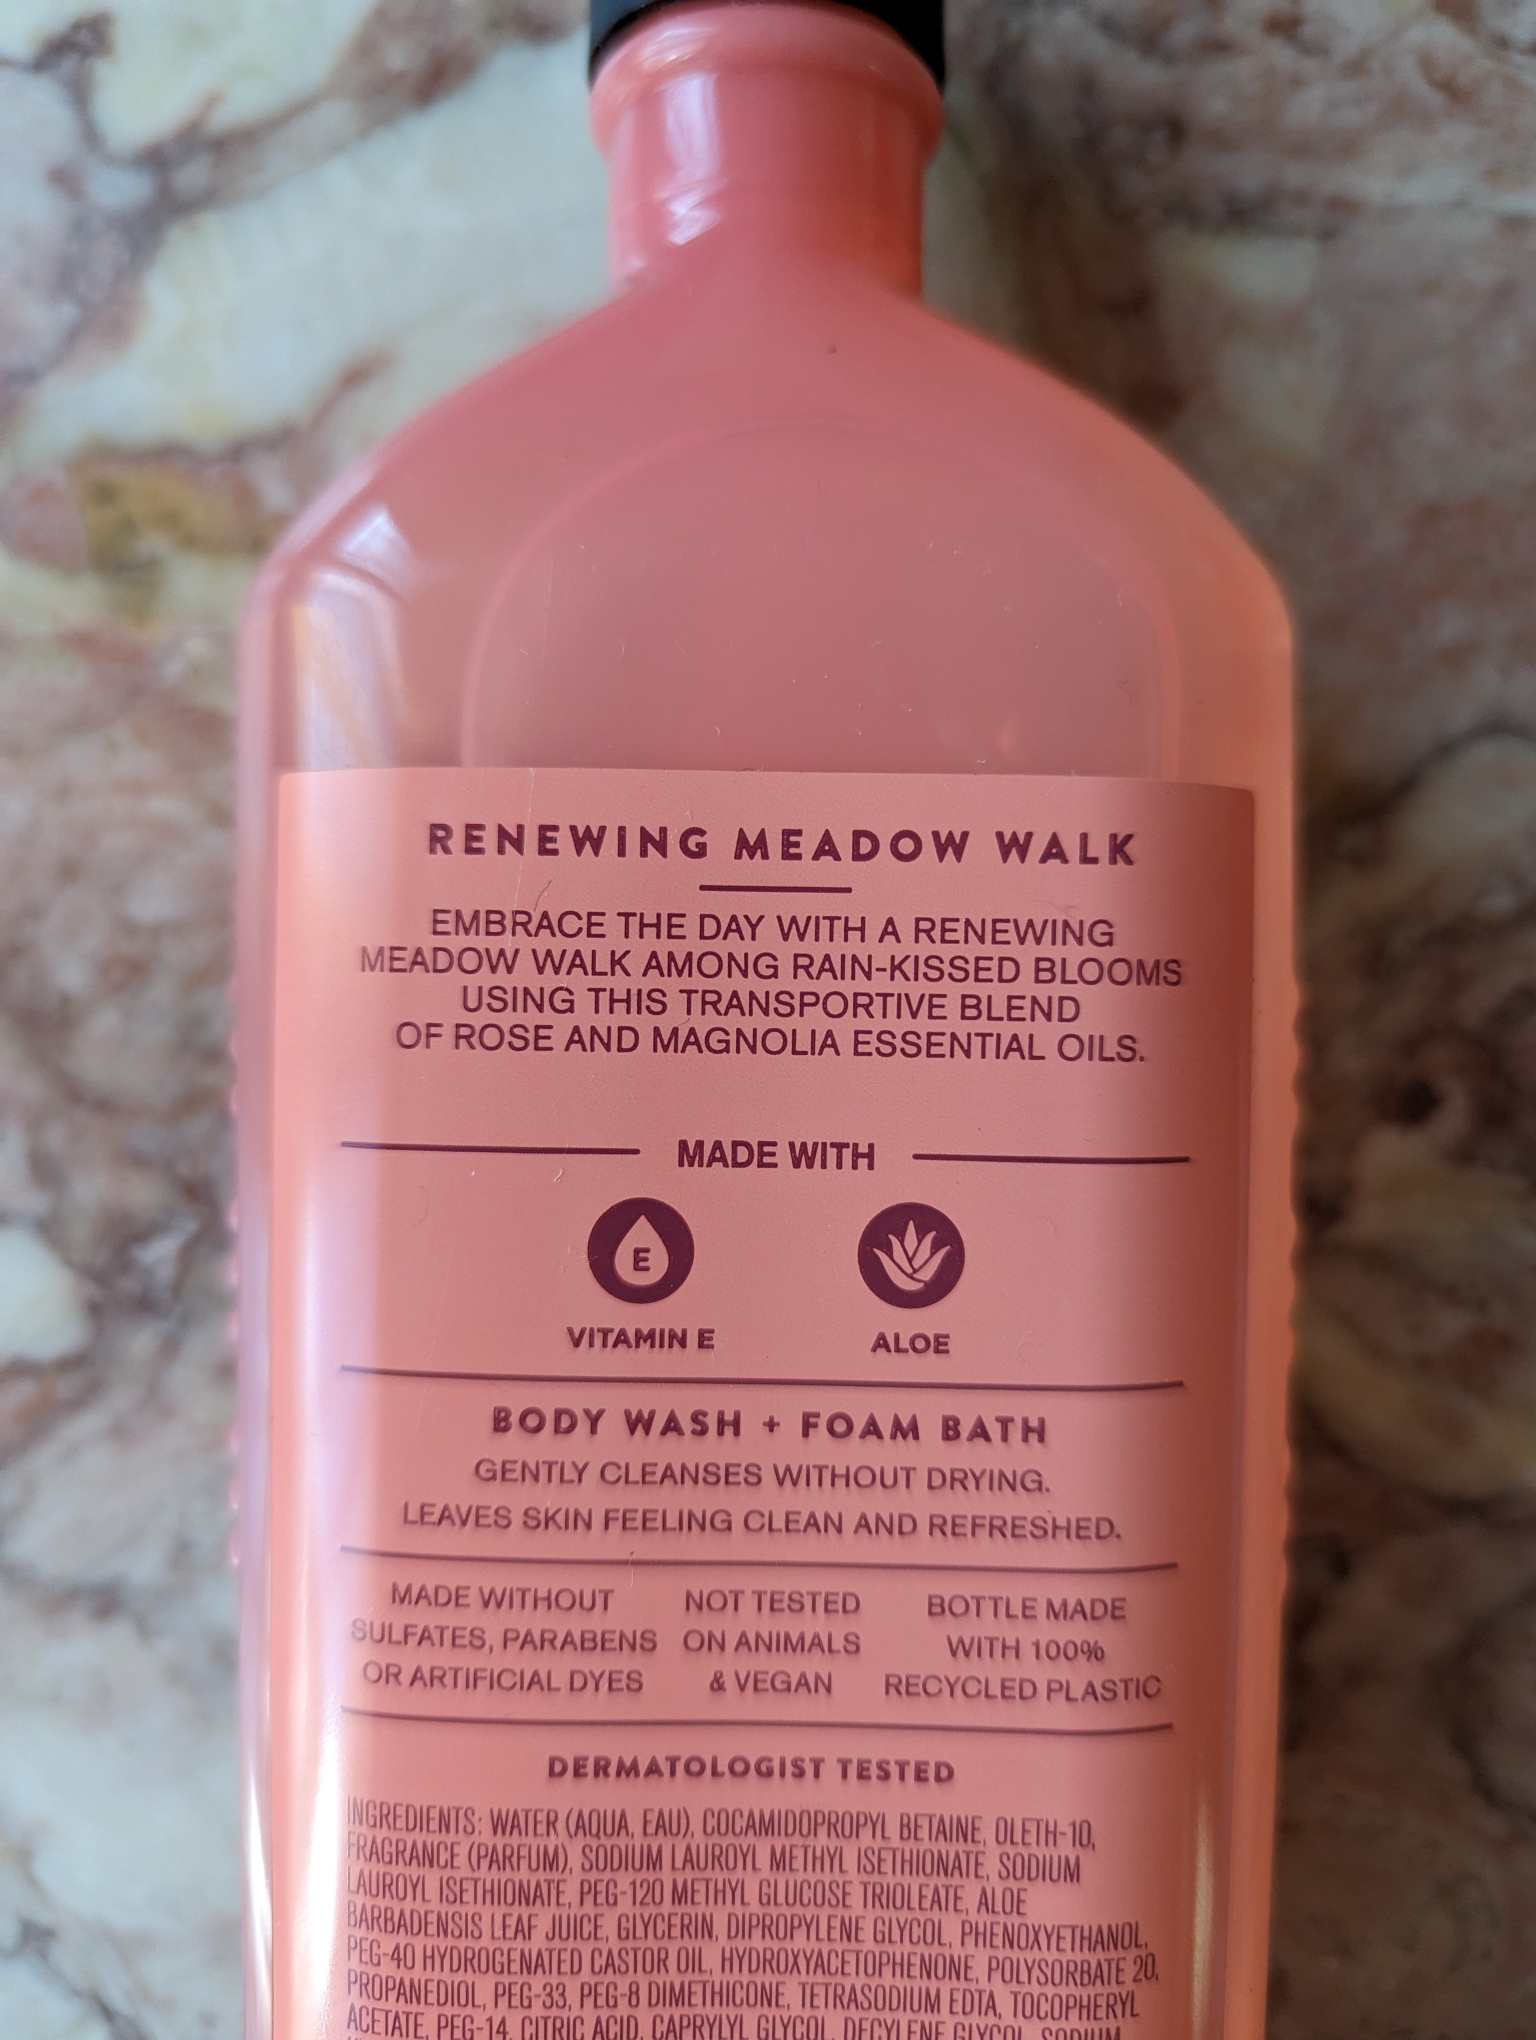 RENEWING MEADOW WALK
EMBRACE THE DAY WITH A RENEWING
MEADOW WALK AMONG RAIN-KISSED BLOOMS
USING THIS TRANSPORTIVE BLEND
OF ROSE AND MAGNOLIA ESSENTIAL OILS.
MADE WITH
E
VITAMIN E
ALOE
BODY WASH + FOAM BATH
GENTLY CLEANSES WITHOUT DRYING.
LEAVES SKIN FEELING CLEAN AND REFRESHED.
MADE WITHOUT
SULFATES, PARABENS
OR ARTIFICIAL DYES
NOT TESTED
ON ANIMALS
& VEGAN
BOTTLE MADE
WITH 100%
RECYCLED PLASTIC
DERMATOLOGIST TESTED
INGREDIENTS: WATER (AQUA, EAU), COCAMIDOPROPYL BETAINE, OLETH-10,
FRAGRANCE (PARFUM), SODIUM LAUROYL METHYL ISETHIONATE, SODIUM
LAUROYL ISETHIONATE, PEG-120 METHYL GLUCOSE TRIOLEATE, ALOE
BARBADENSIS LEAF JUICE, GLYCERIN, DIPROPYLENE GLYCOL, PHENOXYETHANOL,
PEG-40 HYDROGENATED CASTOR OIL, HYDROXYACETOPHENONE, POLYSORBATE 20,
PROPANEDIOL, PEG-33, PEG-8 DIMETHICONE, TETRASODIUM EDTA, TOCOPHERYL
ACETATE, PEG-14, CITRIC ACID, CAPRYLYL GLYCOL, DECYLENE GLYCOL, SODIUM